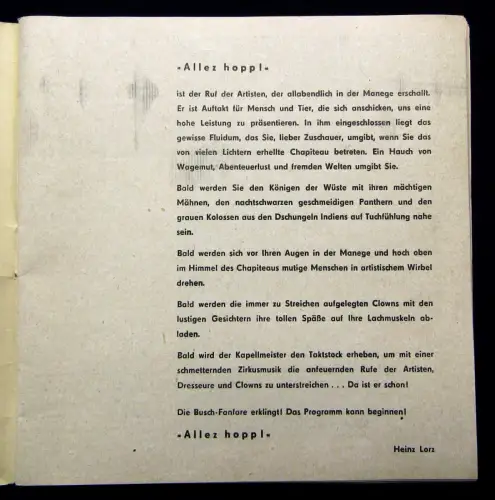 »Allez hopp!«
ist der Ruf der Artisten, der allabendlich in der Manege erschallt.
Er ist Auftakt für Mensch und Tier, die sich anschicken, uns eine
hohe Leistung zu präsentieren. In ihm eingeschlossen liegt das
gewisse Fluidum, das Sie, lieber Zuschauer, umgibt, wenn Sie das
von vielen Lichtern erhellte Chapiteau betreten. Ein Hauch von
Wagemut, Abenteuerlust und fremden Welten umgibt Sie.
Bald werden Sie den Königen der Wüste mit ihren mächtigen
Mähnen, den nachtschwarzen geschmeidigen Panthern und den
grauen Kolossen aus den Dschungeln Indiens auf Tuchfühlung nahe
sein.
Bald werden sich vor Ihren Augen in der Manege und hoch oben
im Himmel des Chapiteaus mutige Menschen in artistischem Wirbel
drehen.
Bald werden die immer zu Streichen aufgelegten Clowns mit den
lustigen Gesichtern ihre tollen Späße auf Ihre Lachmuskeln ab-
laden.
Bald wird der Kapellmeister den Taktstock erheben, um mit einer
schmetternden Zirkusmusik die anfeuernden Rufe der Artisten,
Dresseure und Clowns zu unterstreichen . . . Da ist er schon!
Die Busch-Fanfare erklingt! Das Programm kann beginnen!
»Allez hopp!«
Heinz Lorz